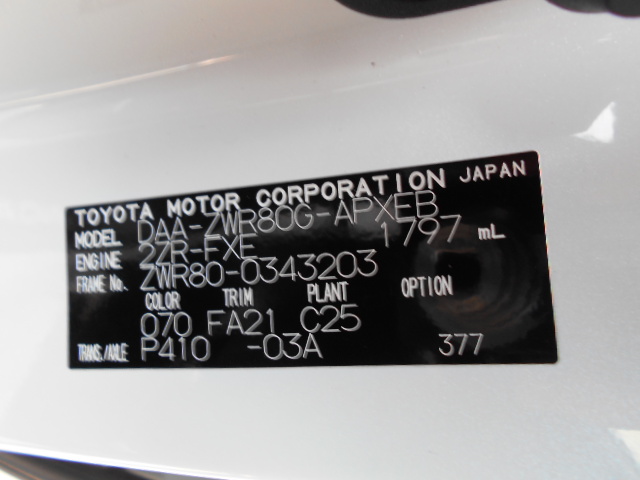 TOYOTA MOTOR CORPORATION JAPAN
MODEL DAA-ZWR80G-APXEB
ENGINE 2ZR-FXE 1797 mL
FRAME No. ZWR80-0343203
COLOR TRIM PLANT OPTION
070 FA21 C25
TRANS./AXLE P410 -03A 377